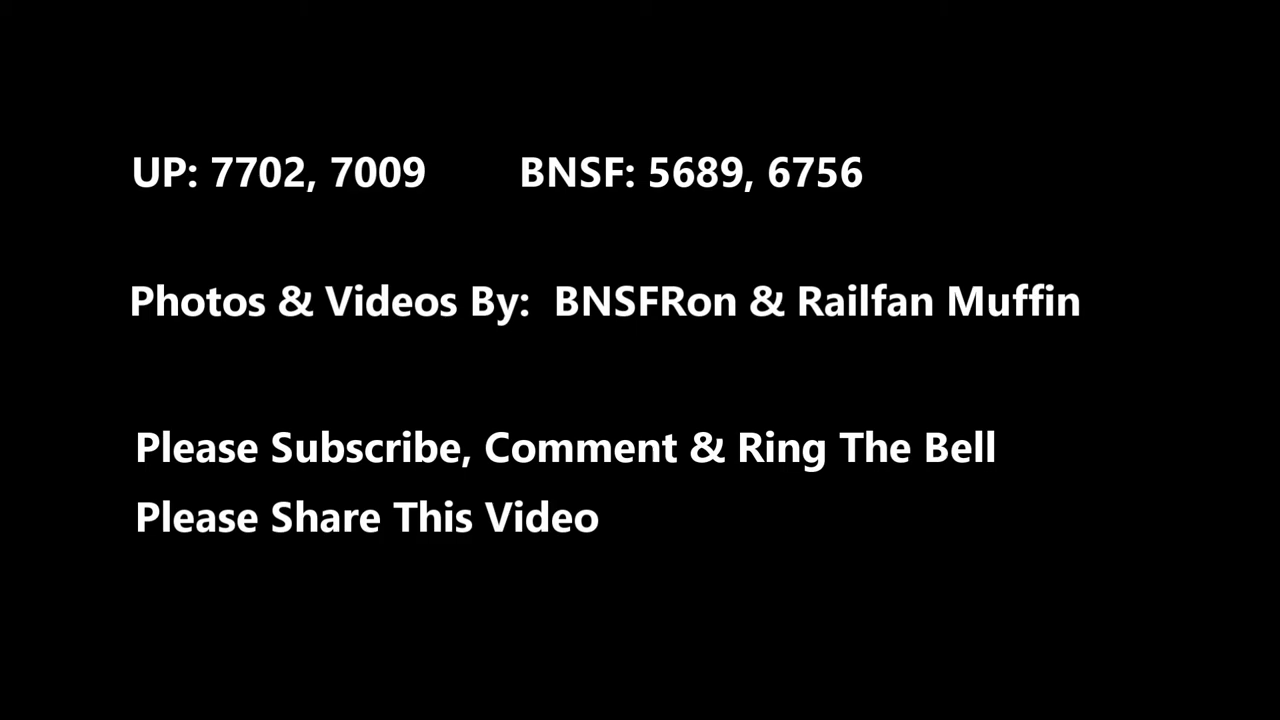 UP: 7702, 7009 BNSF: 5689, 6756
Photos & Videos By: BNSFRon & Railfan Muffin
Please Subscribe, Comment & Ring The Bell
Please Share This Video